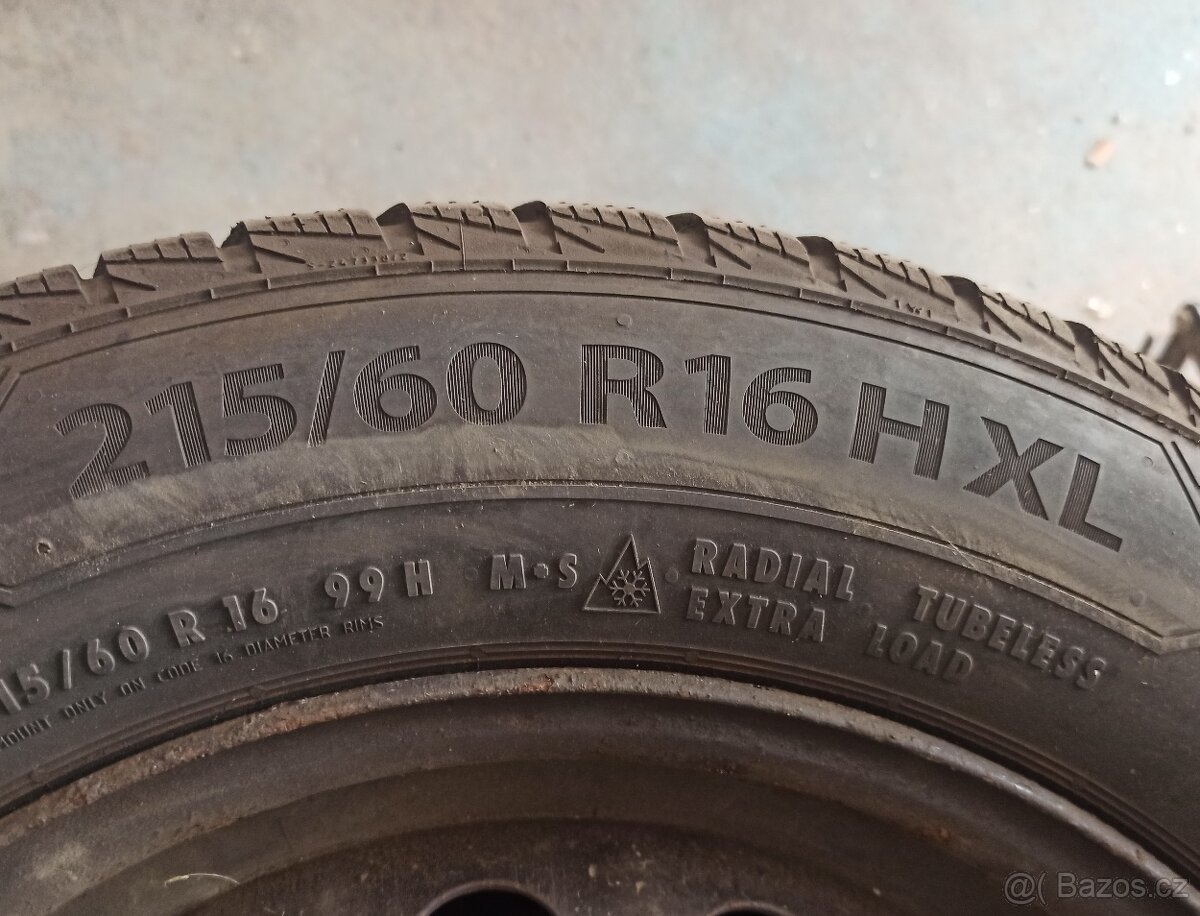 215/60 R16 H XL
15/60 R 16 99 H M•S RADIAL TUBELESS
EXTRA LOAD
MOUNT ONLY ON CODE 16 DIAMETER RIMS
TWI
@( Bazos.cz